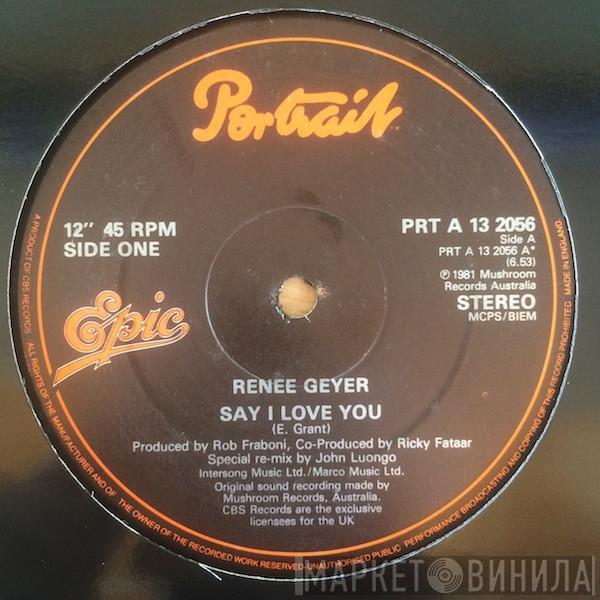 Portrait
12" 45 RPM
SIDE ONE
PRT A 13 2056
Side A
PRT A 13 2056 A*
(6.53)
℗ 1981 Mushroom
Records Australia
STEREO
MCPS/BIEM
Epic
RENEE GEYER
SAY I LOVE YOU
(E. Grant)
Produced by Rob Fraboni, Co-Produced by Ricky Fataar
Special re-mix by John Luongo
Intersong Music Ltd./Marco Music Ltd.
Original sound recording made by
Mushroom Records, Australia.
CBS Records are the exclusive
licensees for the UK
A PRODUCT OF CBS RECORDS. ALL RIGHTS OF THE MANUFACTURER AND OF THE OWNER OF THE RECORDED WORK RESERVED-UNAUTHORISED PUBLIC PERFORMANCE BROADCASTING AND COPYING OF THIS RECORD PROHIBITED. MADE IN ENGLAND.
МАРКЕТ ВИНИЛА